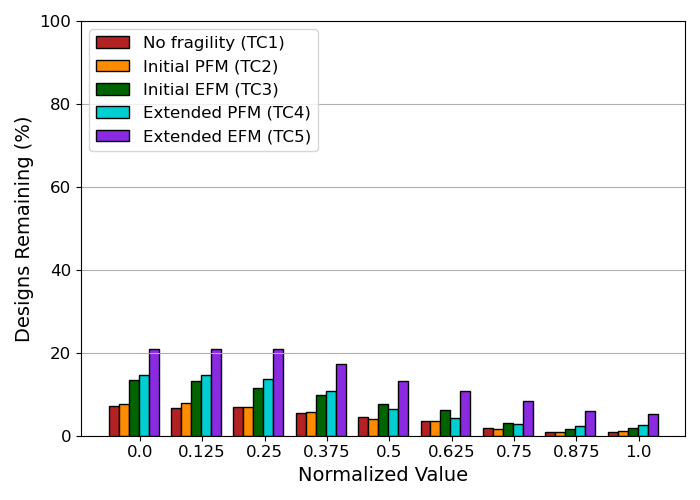 100
80
60
40
20
0
Designs Remaining (%)
No fragility (TC1)
Initial PFM (TC2)
Initial EFM (TC3)
Extended PFM (TC4)
Extended EFM (TC5)
0.0 0.125 0.25 0.375 0.5 0.625 0.75 0.875 1.0
Normalized Value